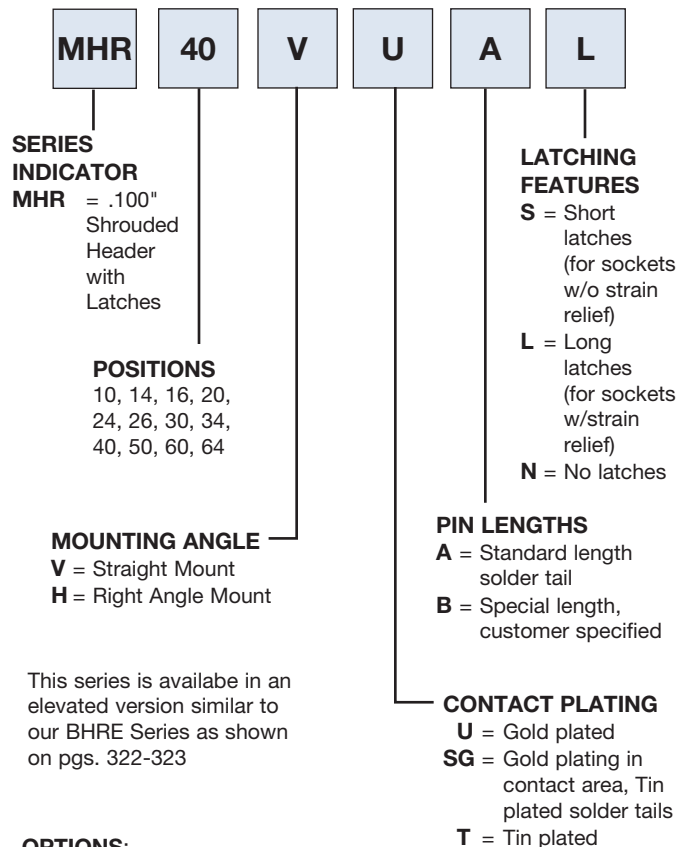 MHR 40 V U A L
SERIES
INDICATOR
MHR = .100"
Shrouded
Header
with
Latches
POSITIONS
10, 14, 16, 20,
24, 26, 30, 34,
40, 50, 60, 64
MOUNTING ANGLE
V = Straight Mount
H = Right Angle Mount
This series is availabe in an
elevated version similar to
our BHRE Series as shown
on pgs. 322-323
LATCHING
FEATURES
S = Short
latches
(for sockets
w/o strain
relief)
L = Long
latches
(for sockets
w/strain
relief)
N = No latches
PIN LENGTHS
A = Standard length
solder tail
B = Special length,
customer specified
CONTACT PLATING
U = Gold plated
SG = Gold plating in
contact area, Tin
plated solder tails
T = Tin plated
OPTIONS: